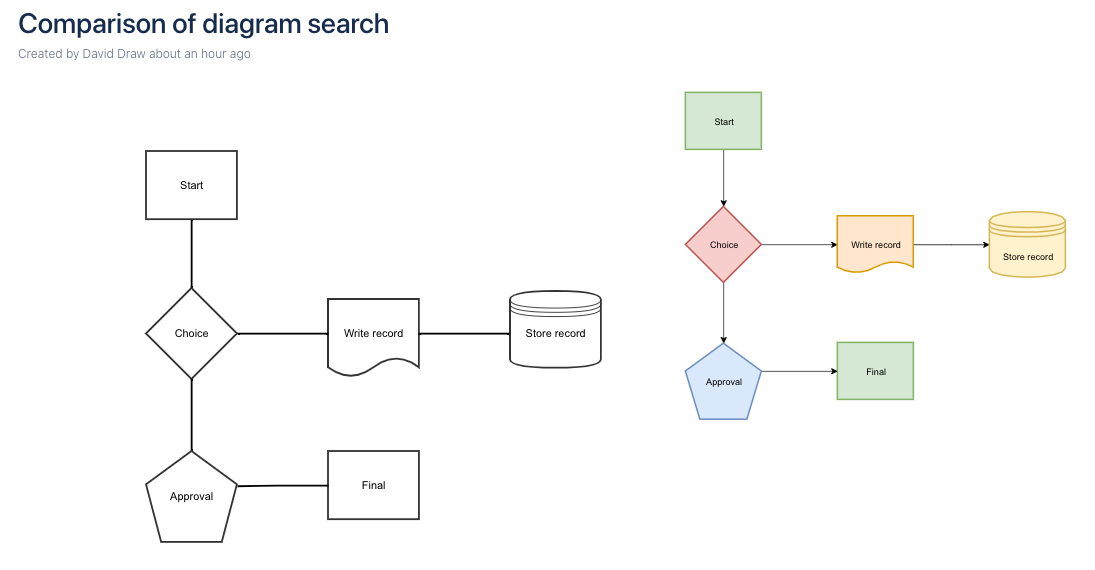 Comparison of diagram search
Created by David Draw about an hour ago
Start
Choice
Write record
Store record
Approval
Final
Start
Choice
Write record
Store record
Approval
Final